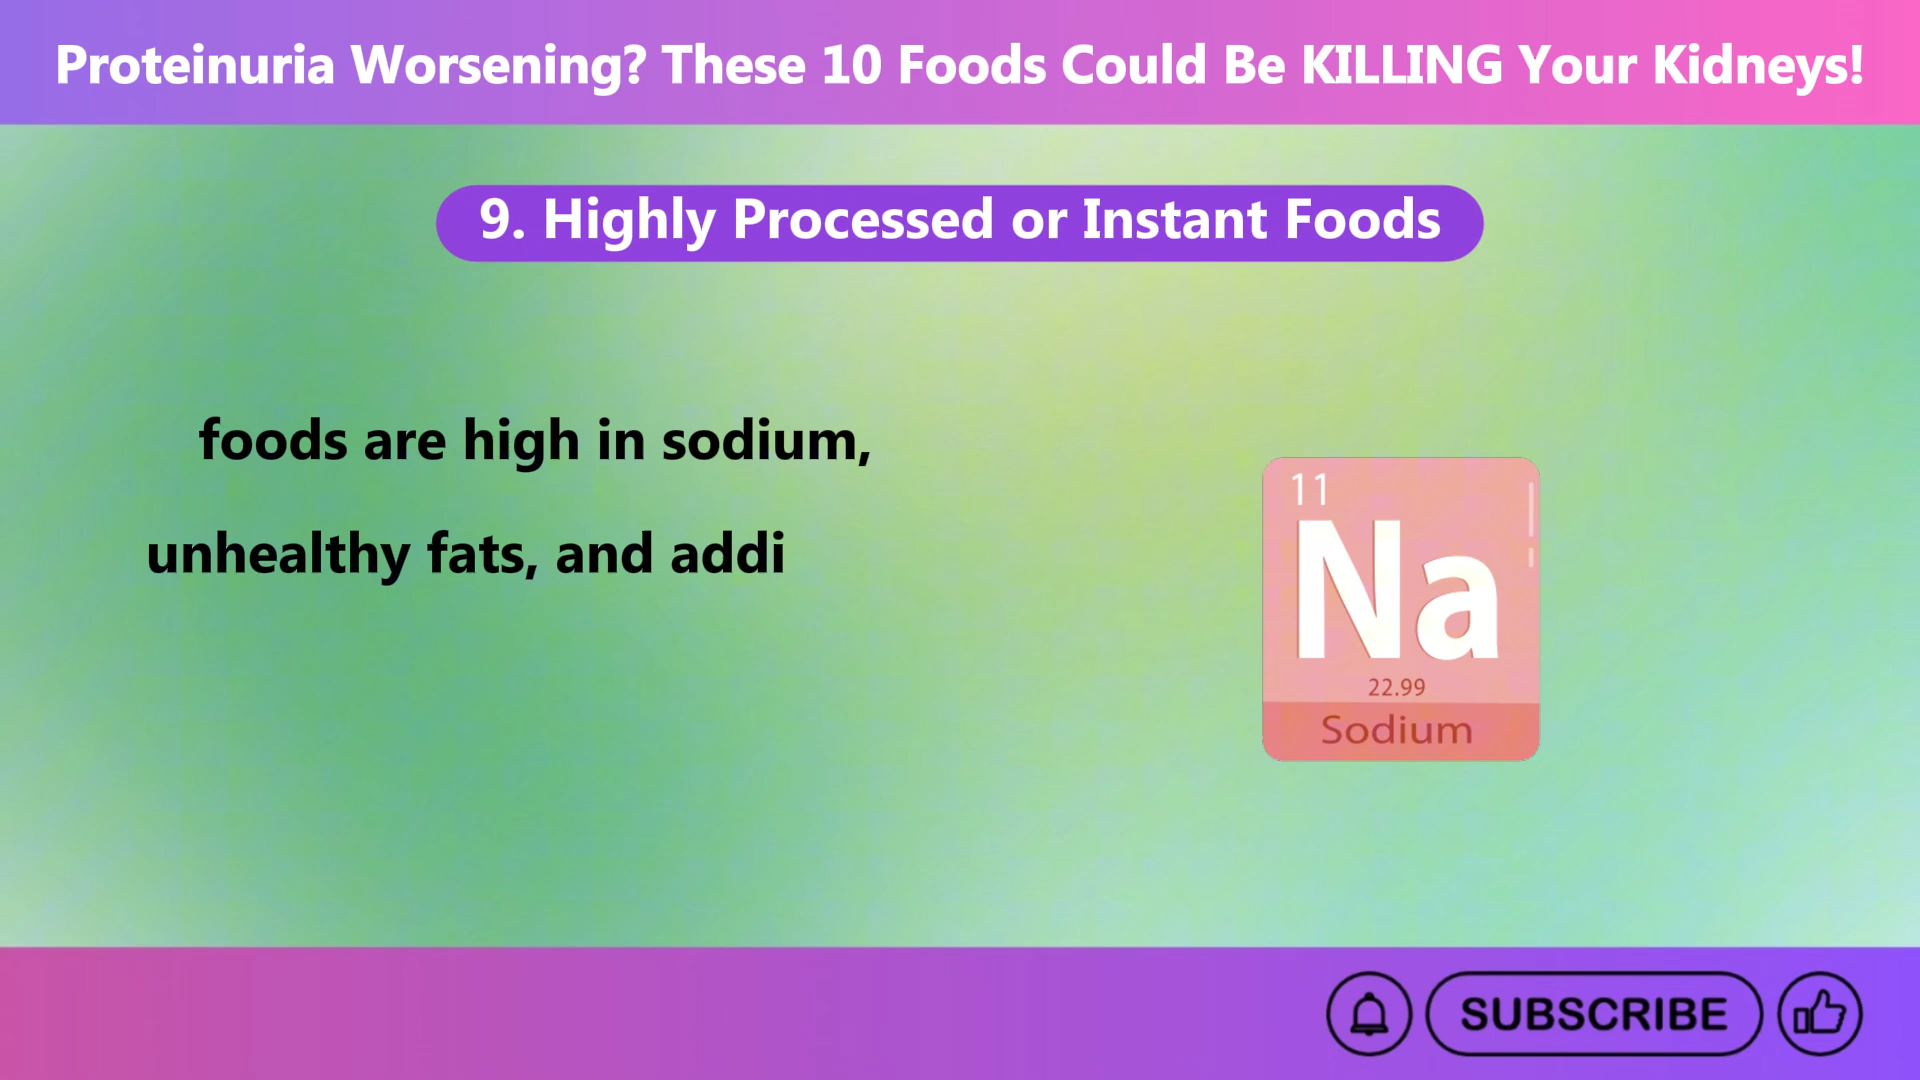 Proteinuria Worsening? These 10 Foods Could Be KILLING Your Kidneys!
9. Highly Processed or Instant Foods
foods are high in sodium,
unhealthy fats, and addi
11
Na
22.99
Sodium
SUBSCRIBE